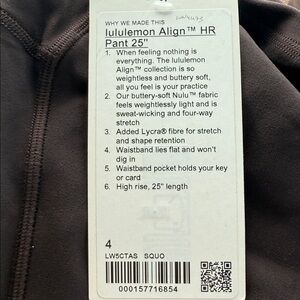 WHY WE MADE THIS
lululemon Align™ HR
Pant 25"
1. When feeling nothing is
everything. The lululemon
Align™ collection is so
weightless and buttery soft,
all you feel is your practice
2. Our buttery-soft Nulu™ fabric
feels weightlessly light and is
sweat-wicking and four-way
stretch
3. Added Lycra® fibre for stretch
and shape retention
4. Waistband lies flat and won't
dig in
5. Waistband pocket holds your key
or card
6. High rise, 25" length
4
LW5CTAS SQUO
000157716854